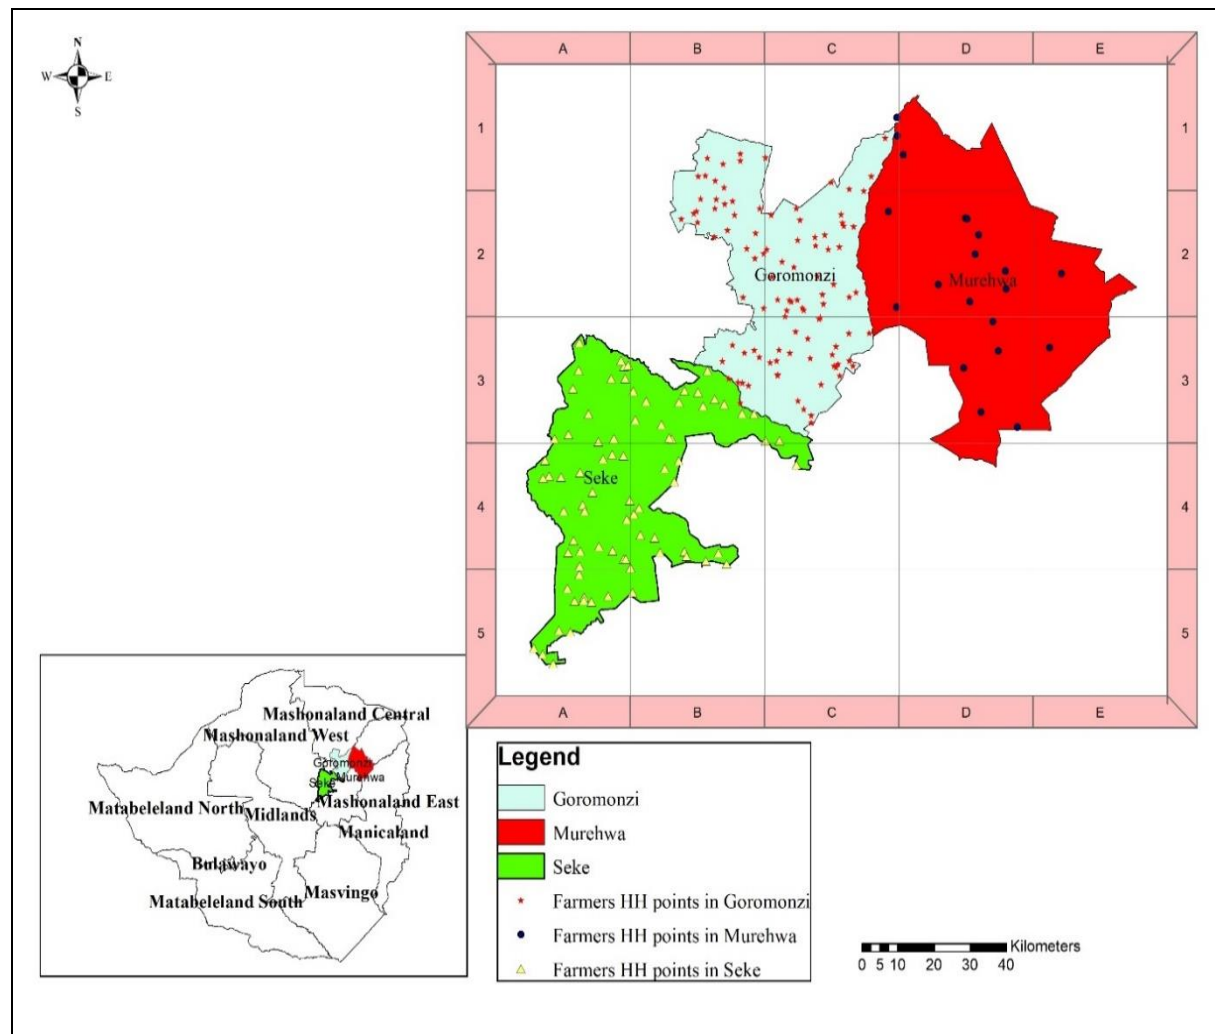 N
W E
S
A B C D E
1 1
2 2
3 3
4 4
5 5
A B C D E
Goromonzi
Murehwa
Seke
Mashonaland Central
Mashonaland West
Goromonzi
Murehwa
Seke
Mashonaland East
Matabeleland North
Midlands
Manicaland
Bulawayo
Masvingo
Matabeleland South
Legend
Goromonzi
Murehwa
Seke
Farmers HH points in Goromonzi
Farmers HH points in Murehwa
Farmers HH points in Seke
Kilometers
0 5 10 20 30 40